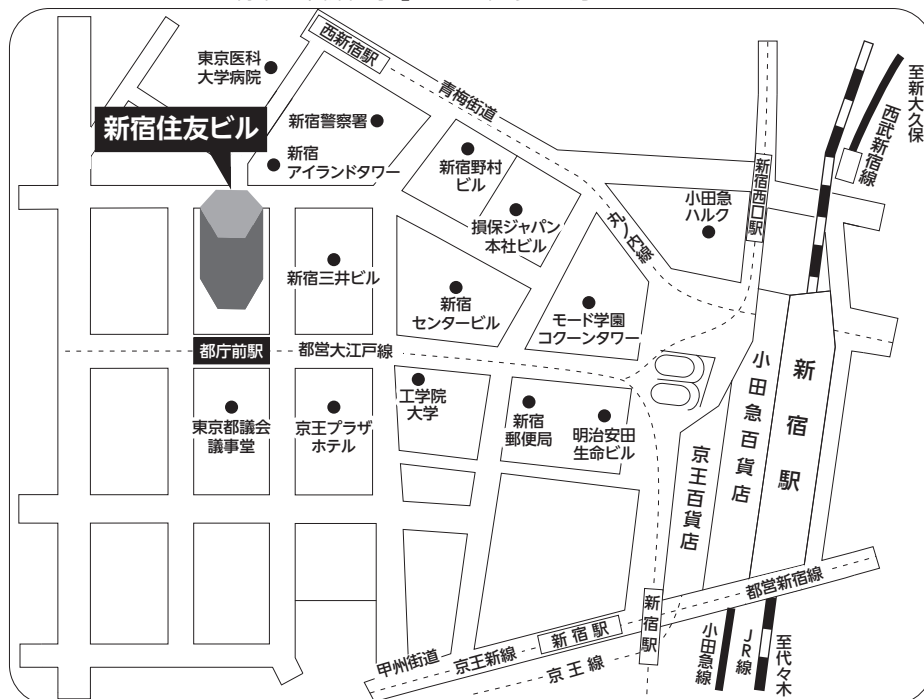 西新宿駅
東京医科
大学病院
青梅街道
至新大久保
西武新宿線
新宿住友ビル
新宿警察署
新宿
アイランドタワー
新宿野村
ビル
新宿西口駅
小田急
ハルク
損保ジャパン
本社ビル
丸ノ内線
新宿三井ビル
新宿
センタービル
モード学園
コクーンタワー
都庁前駅
都営大江戸線
小田急百貨店
新宿駅
工学院
大学
東京都議会
議事堂
京王プラザ
ホテル
新宿
郵便局
明治安田
生命ビル
京王百貨店
都営新宿線
新宿駅
新宿駅
甲州街道
京王新線
京王線
小田急線
JR線
至代々木